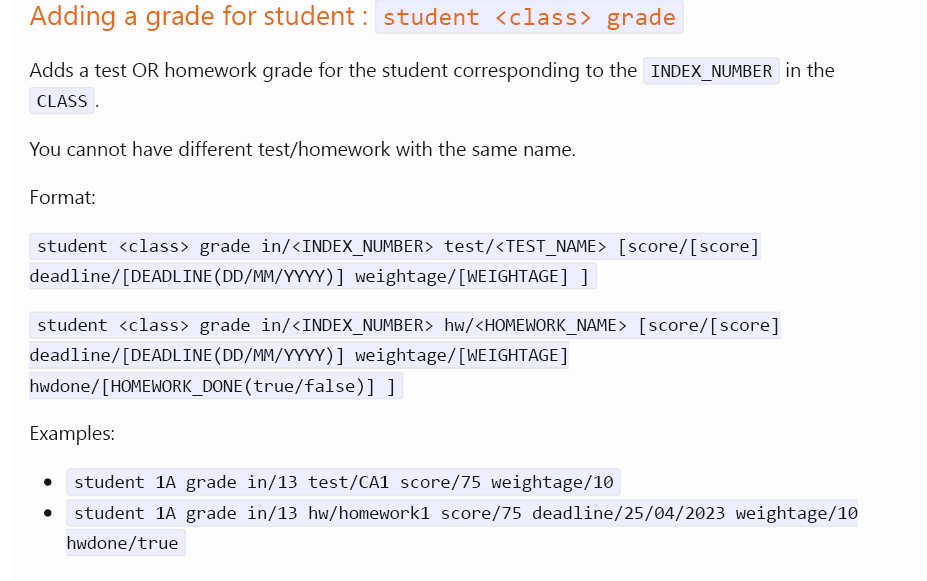 Adding a grade for student : student <class> grade
Adds a test OR homework grade for the student corresponding to the INDEX_NUMBER in the
CLASS.
You cannot have different test/homework with the same name.
Format:
student <class> grade in/<INDEX_NUMBER> test/<TEST_NAME> [score/[score]
deadline/[DEADLINE(DD/MM/YYYY)] weightage/[WEIGHTAGE] ]
student <class> grade in/<INDEX_NUMBER> hw/<HOMEWORK_NAME> [score/[score]
deadline/[DEADLINE(DD/MM/YYYY)] weightage/[WEIGHTAGE]
hwdone/[HOMEWORK_DONE(true/false)] ]
Examples:
• student 1A grade in/13 test/CA1 score/75 weightage/10
• student 1A grade in/13 hw/homework1 score/75 deadline/25/04/2023 weightage/10
hwdone/true